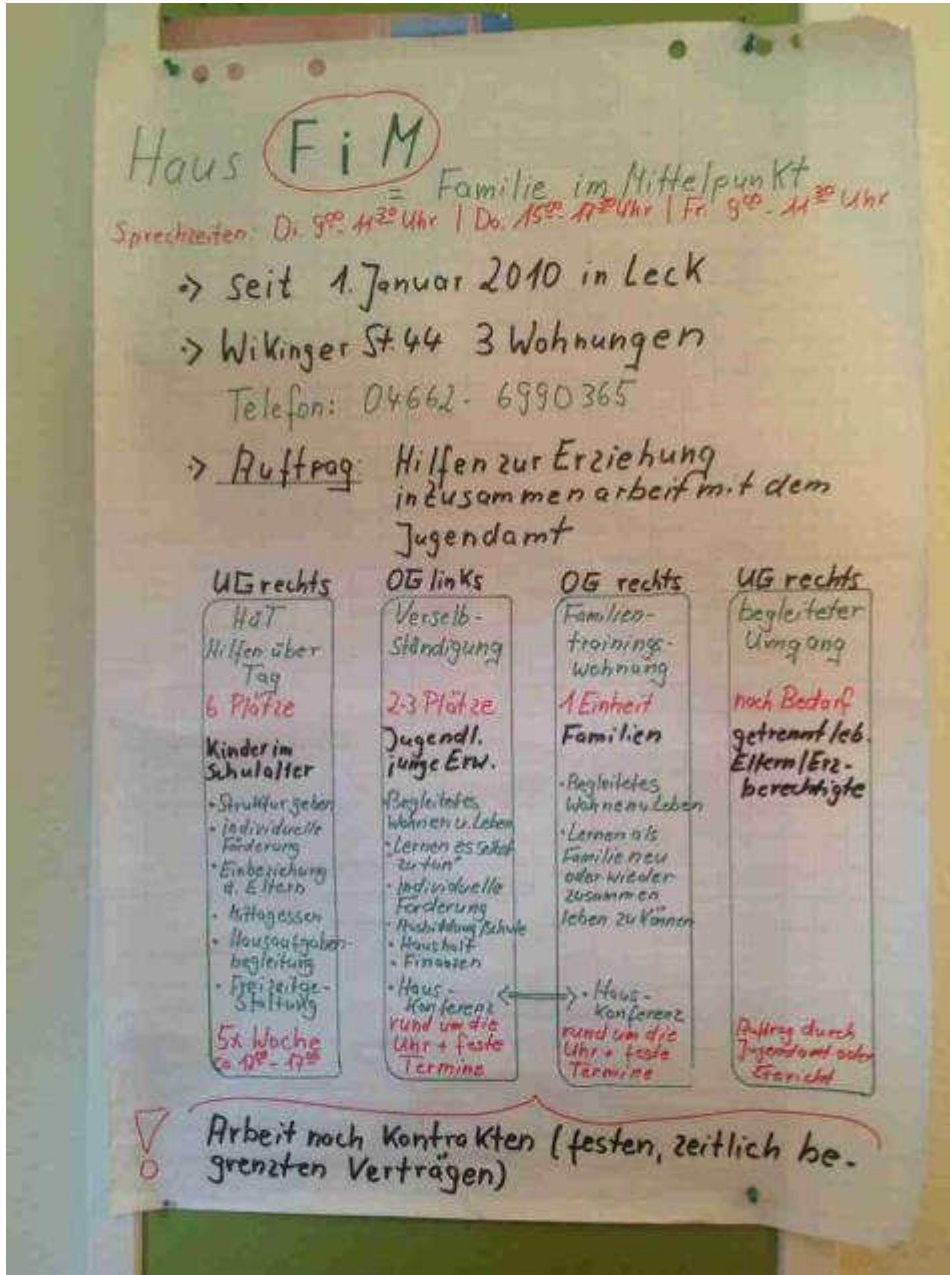 Haus FiM
= Familie im Mittelpunkt
Sprechzeiten: Di. 9⁰⁰- 11³⁰ Uhr | Do. 15⁰⁰- 17³⁰ Uhr | Fr. 9⁰⁰- 11³⁰ Uhr
·> seit 1. Januar 2010 in Leck
·> Wikinger St. 44 3 Wohnungen
Telefon: 04662- 6990365
·> Auftrag: Hilfen zur Erziehung
in Zusammenarbeit mit dem
Jugendamt
UG rechts
HüT
Hilfen über
Tag
6 Plätze
Kinder im
Schulalter
• Struktur geben
• individuelle
Förderung
• Einbeziehung
d. Eltern
• Mittagessen
• Hausaufgaben-
begleitung
• Freizeitge-
staltung
5x Woche
ca 12⁰⁰ - 17⁰⁰
OG links
Verselb-
ständigung
2-3 Plätze
Jugendl.
junge Erw.
•Begleitetes
Wohnen u. Leben
•"Lernen es selbst
zu tun"
• individuelle
Förderung
• Ausbildung/Schule
• Haushalt
• Finanzen
• Haus-
Konferenz
rund um die
Uhr + feste
Termine
OG rechts
Familien-
trainings-
wohnung
1 Einheit
Familien
•Begleitetes
Wohnen u Leben
•Lernen als
Familie neu
oder wieder
zusammen
leben zu können
• Haus-
Konferenz
rund um die
Uhr + feste
Termine
UG rechts
begleiteter
Umgang
nach Bedarf
getrennt leb.
Eltern/Erz-
berechtigte
Auftrag durch
Jugendamt oder
Gericht
! Arbeit nach Kontrakten (festen, zeitlich be-
grenzten Verträgen)